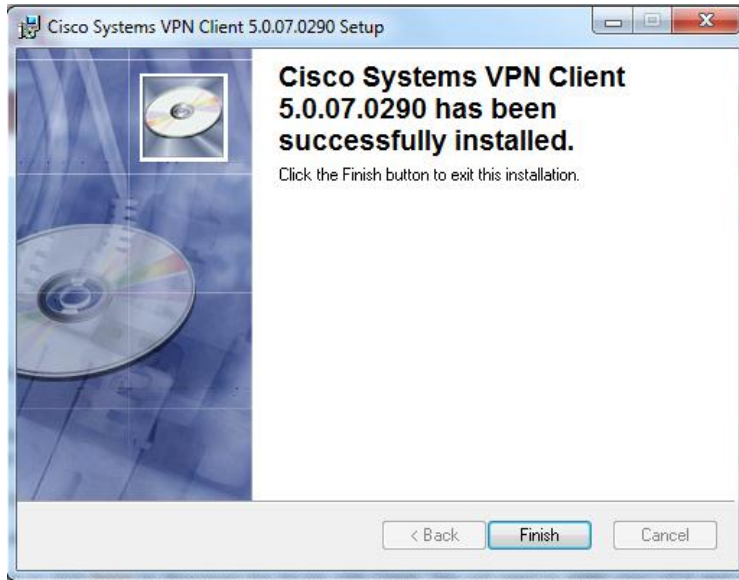 Cisco Systems VPN Client 5.0.07.0290 Setup
Cisco Systems VPN Client
5.0.07.0290 has been
successfully installed.
Click the Finish button to exit this installation.
< Back
Finish
Cancel